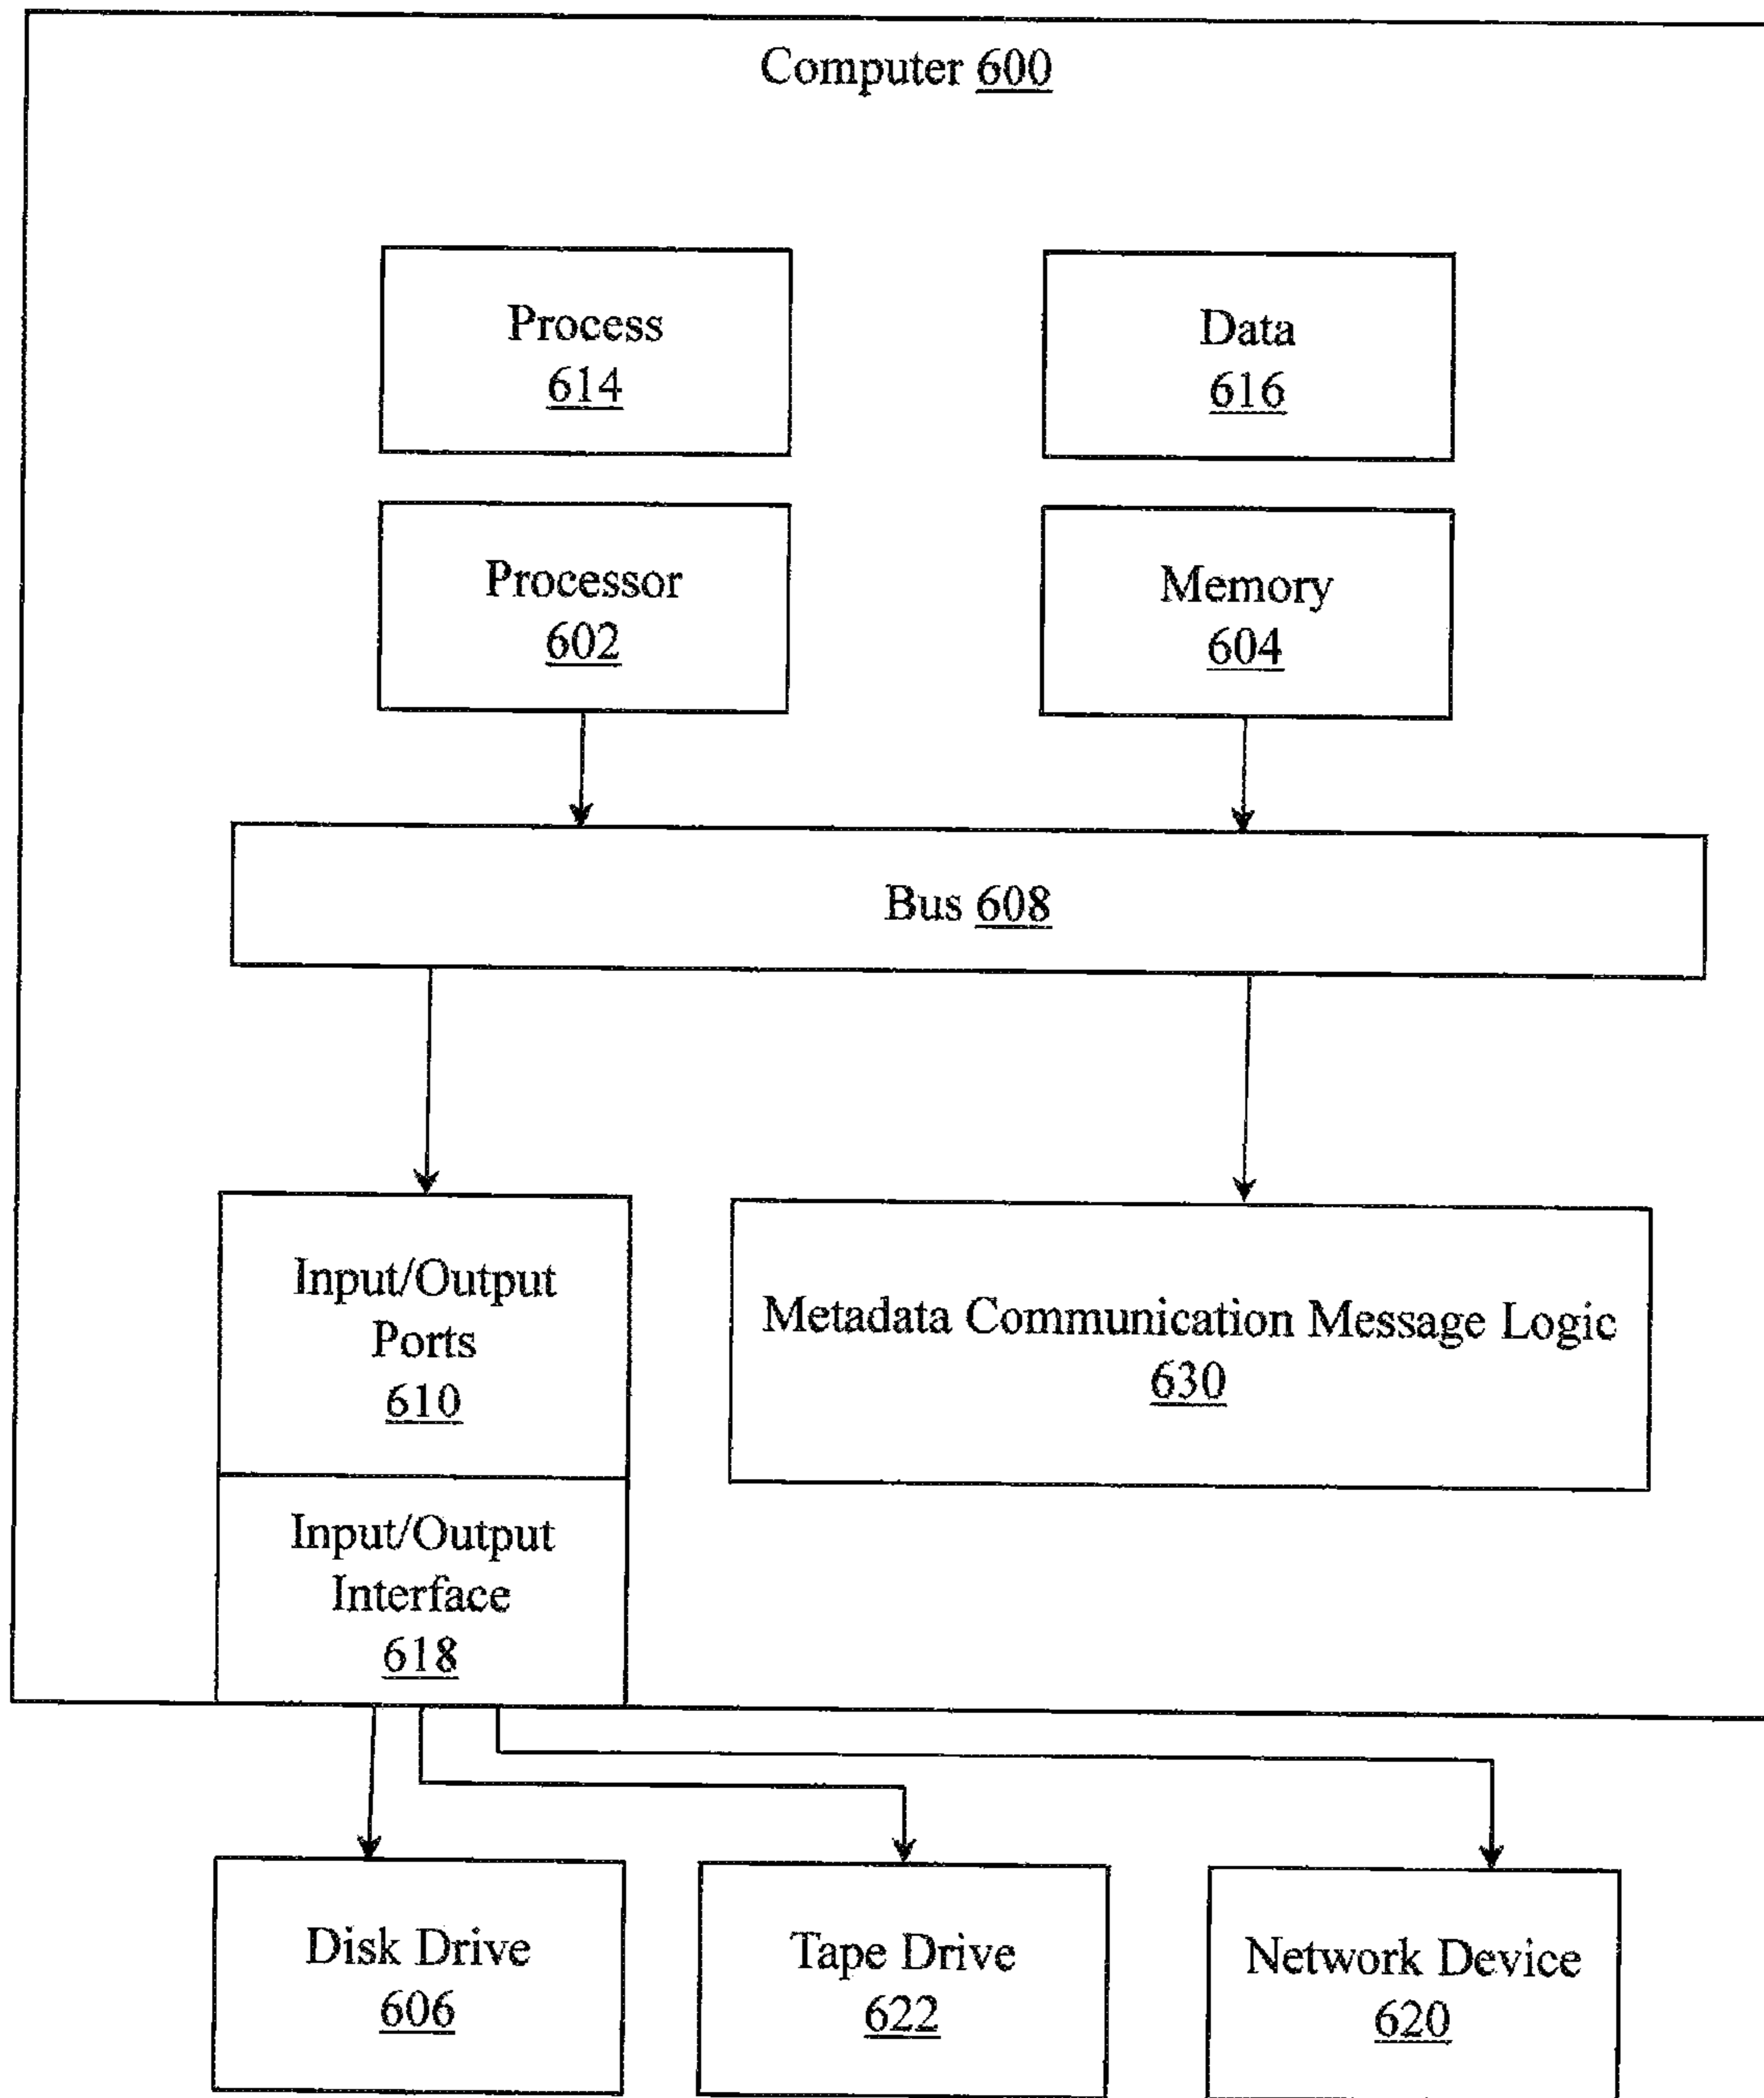 Computer 600
Process
614
Data
616
Processor
602
Memory
604
Bus 608
Input/Output
Ports
610
Metadata Communication Message Logic
630
Input/Output
Interface
618
Disk Drive
606
Tape Drive
622
Network Device
620